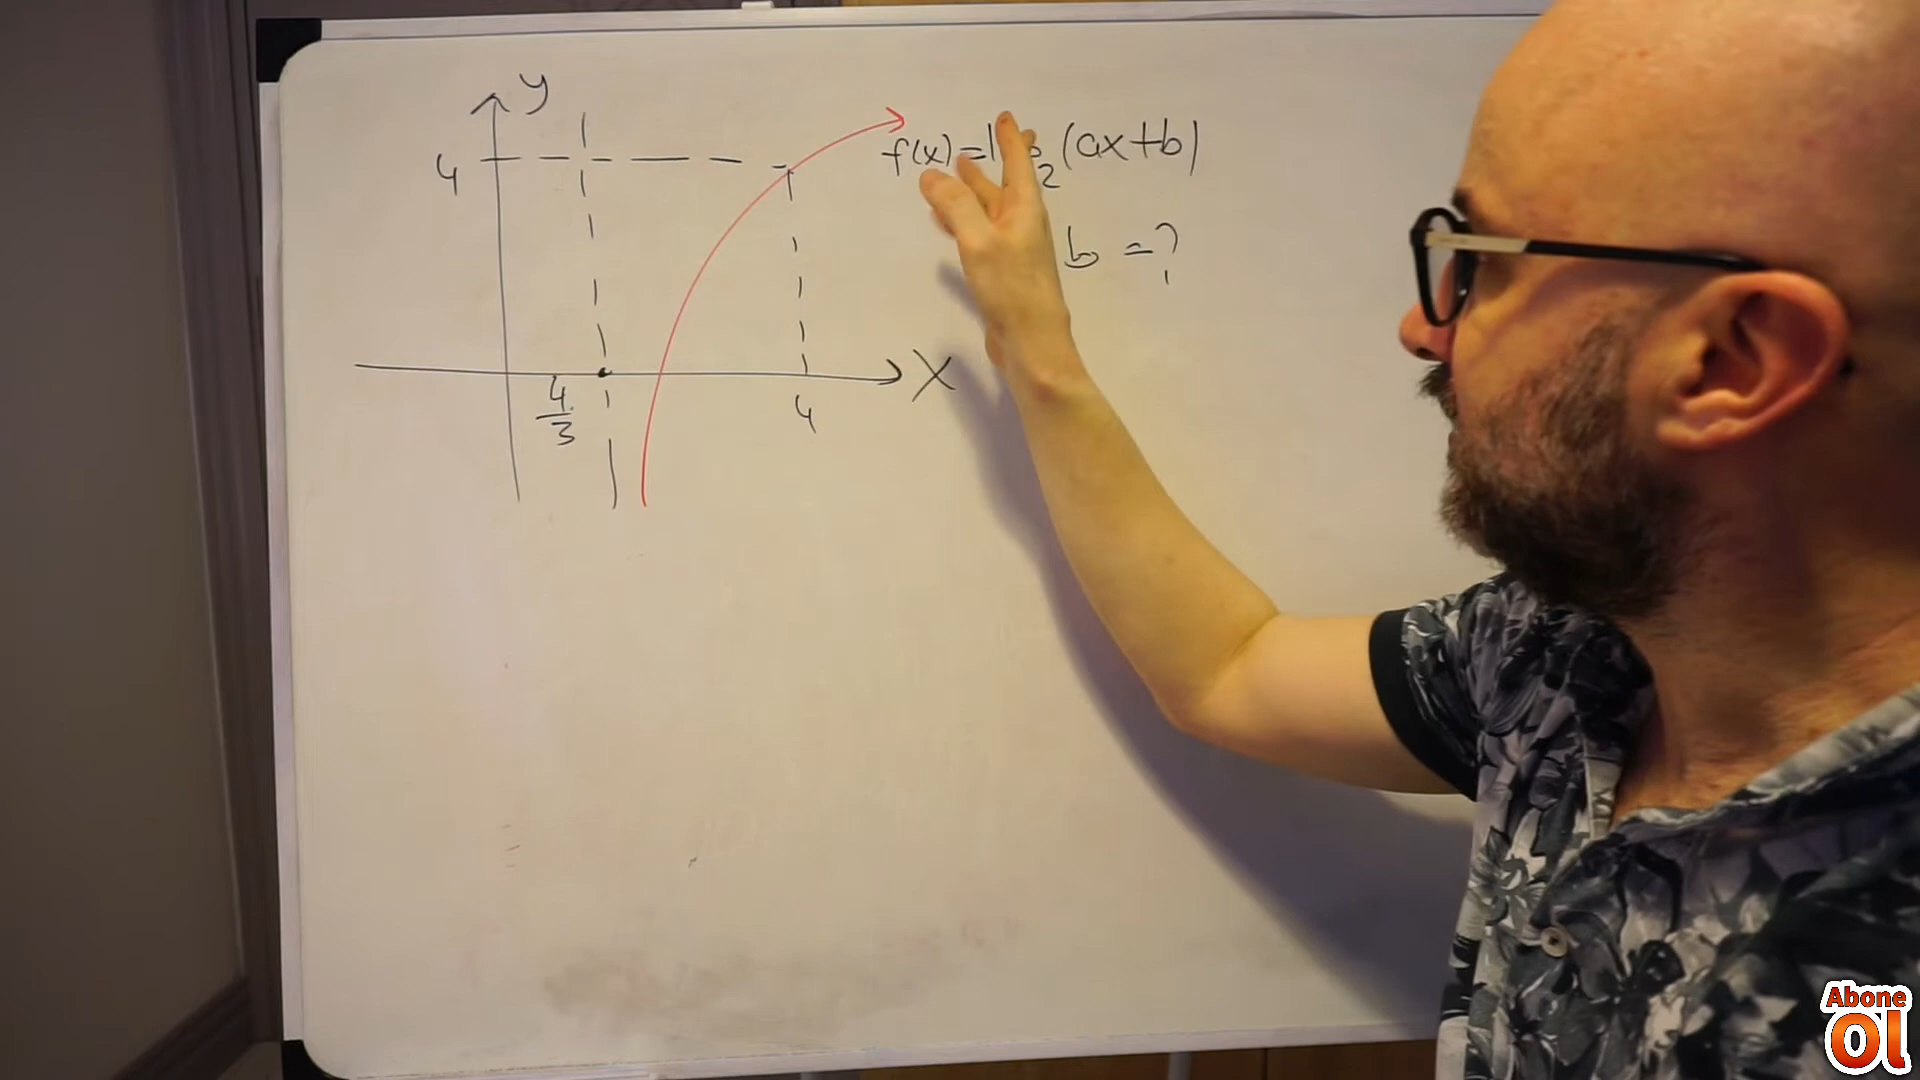 y
4
f(x) = l (ax+b)
2
b = ?
x
4
3
4
Abone
Ol